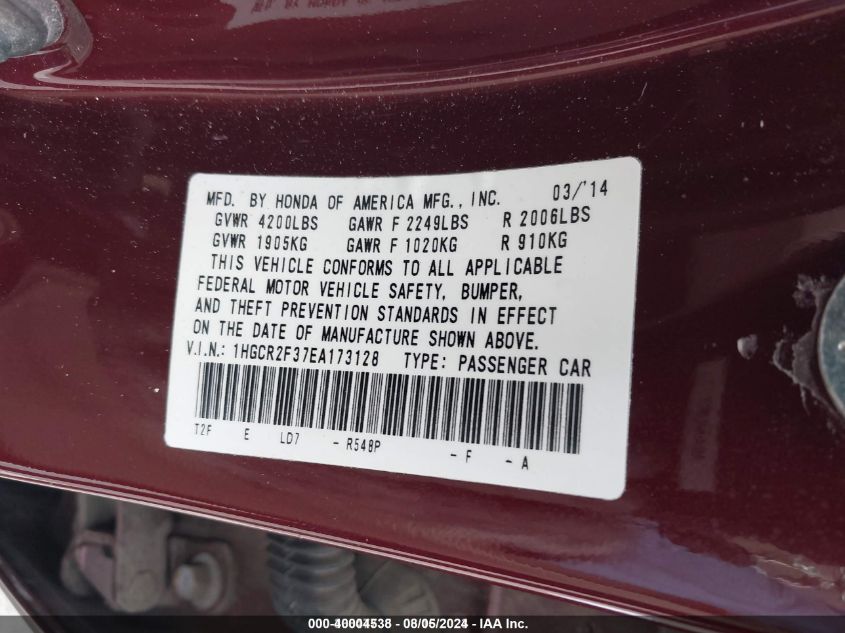 MFD. BY HONDA OF AMERICA MFG., INC. 03/'14
GVWR 4200LBS GAWR F 2249LBS R 2006LBS
GVWR 1905KG GAWR F 1020KG R 910KG
THIS VEHICLE CONFORMS TO ALL APPLICABLE
FEDERAL MOTOR VEHICLE SAFETY, BUMPER,
AND THEFT PREVENTION STANDARDS IN EFFECT
ON THE DATE OF MANUFACTURE SHOWN ABOVE.
V.I.N.: 1HGCR2F37EA173128 TYPE: PASSENGER CAR
T2F E LD7 - R548P - F - A
000-40004538 - 08/06/2024 - IAA Inc.